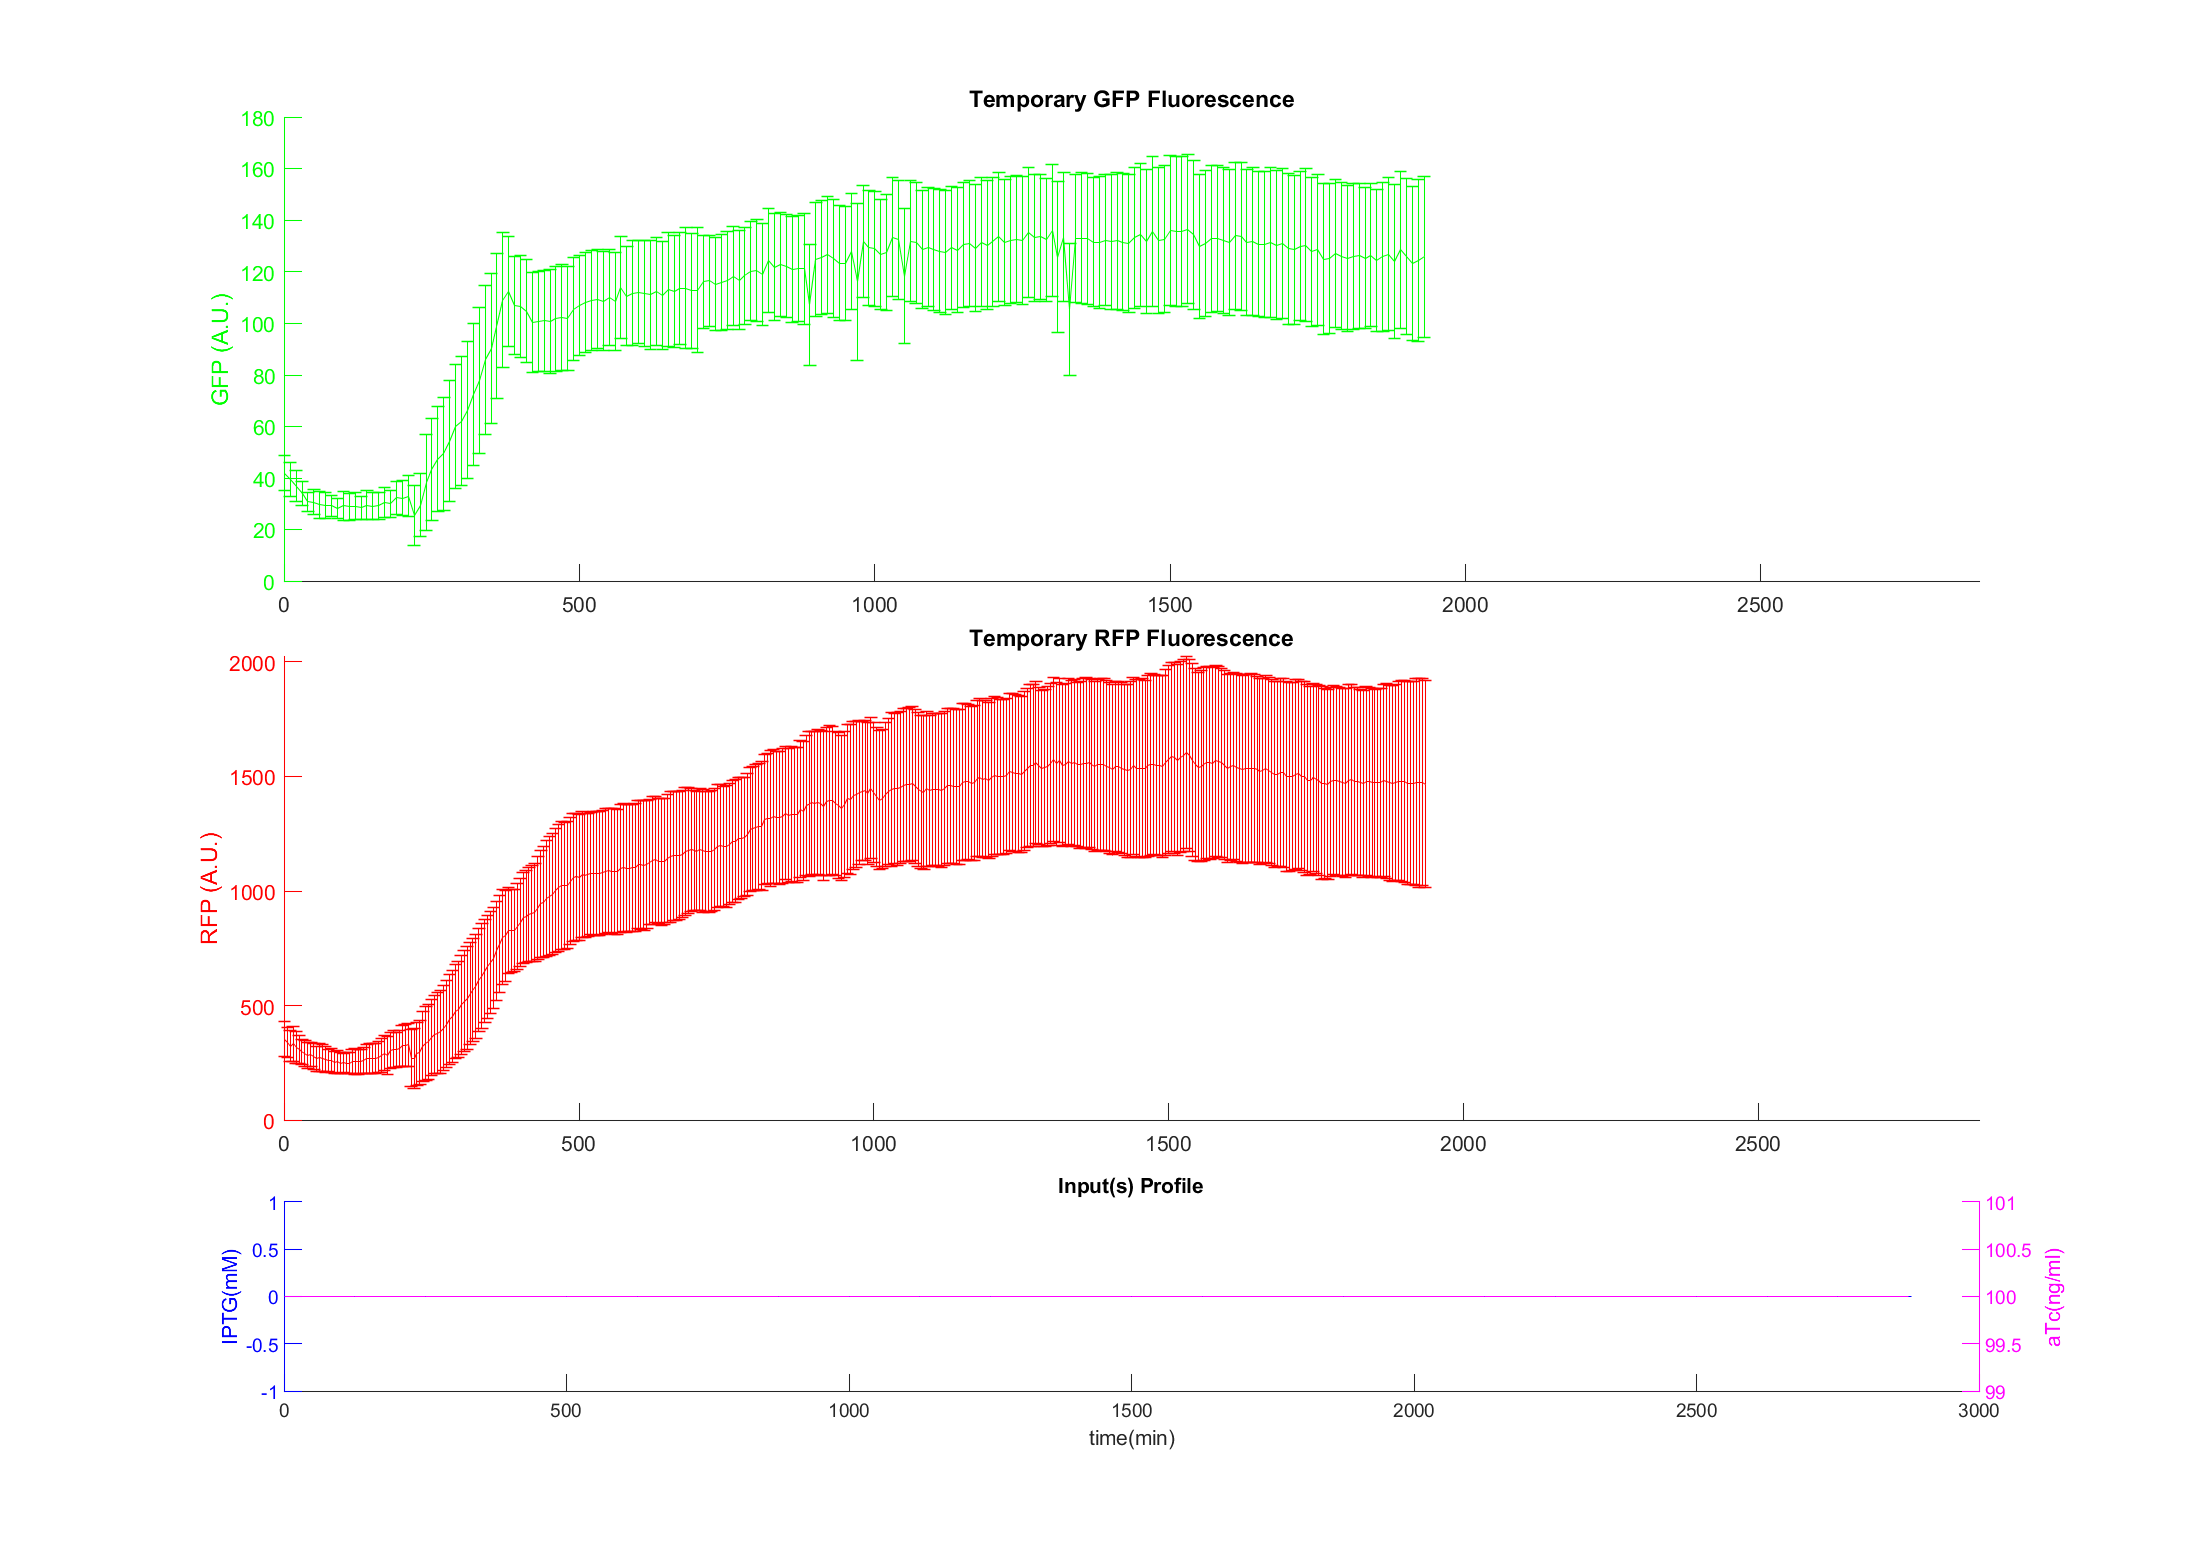 Temporary GFP Fluorescence
180
160
140
120
100
80
60
40
20
0
GFP (A.U.)
0 500 1000 1500 2000 2500
Temporary RFP Fluorescence
2000
1500
1000
500
0
RFP (A.U.)
0 500 1000 1500 2000 2500
Input(s) Profile
1
0.5
0
-0.5
-1
IPTG(mM)
101
100.5
100
99.5
99
aTc(ng/ml)
0 500 1000 1500 2000 2500 3000
time(min)